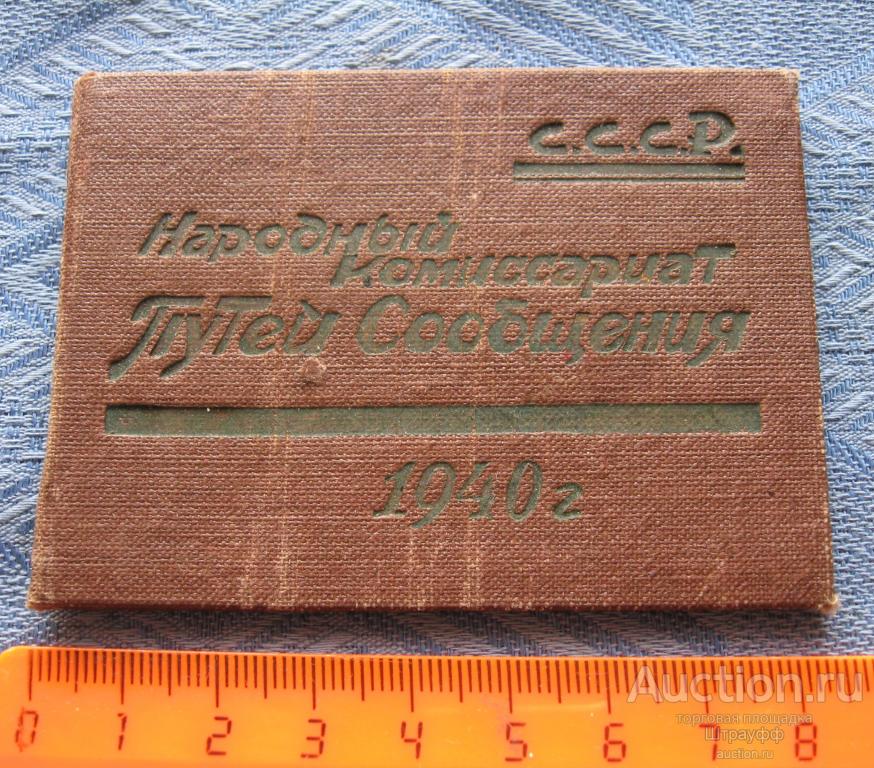 С.С.С.Р.
Народный
Комиссариат
Путей Сообщения
1940 г
0 1 2 3 4 5 6 7 8
Auction.ru
торговая площадка
Штрауфф
auction.ru